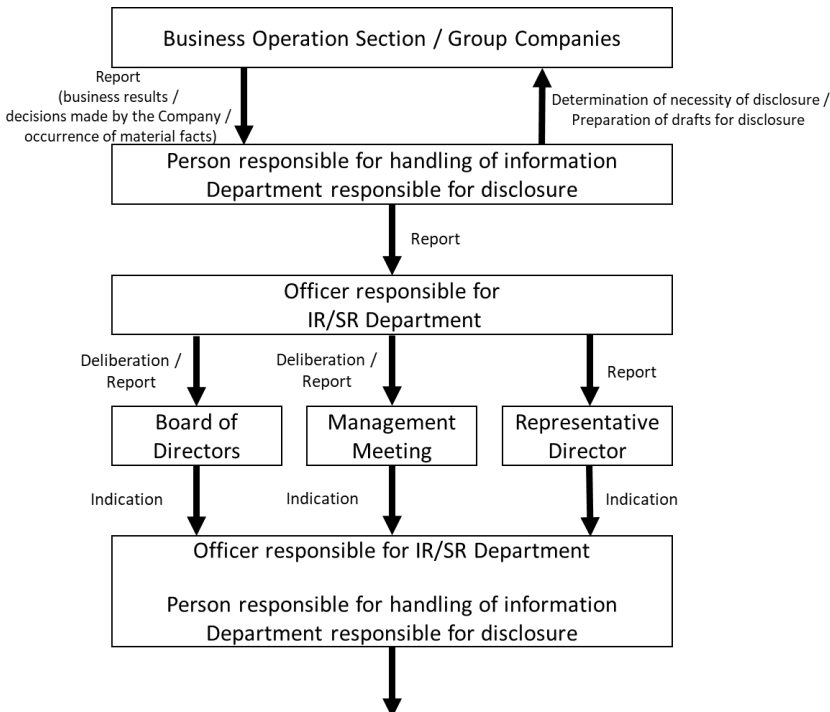 Business Operation Section / Group Companies
Report
(business results /
decisions made by the Company /
occurrence of material facts)
Determination of necessity of disclosure /
Preparation of drafts for disclosure
Person responsible for handling of information
Department responsible for disclosure
Report
Officer responsible for
IR/SR Department
Deliberation /
Report
Deliberation /
Report
Report
Board of
Directors
Management
Meeting
Representative
Director
Indication
Indication
Indication
Officer responsible for IR/SR Department
Person responsible for handling of information
Department responsible for disclosure